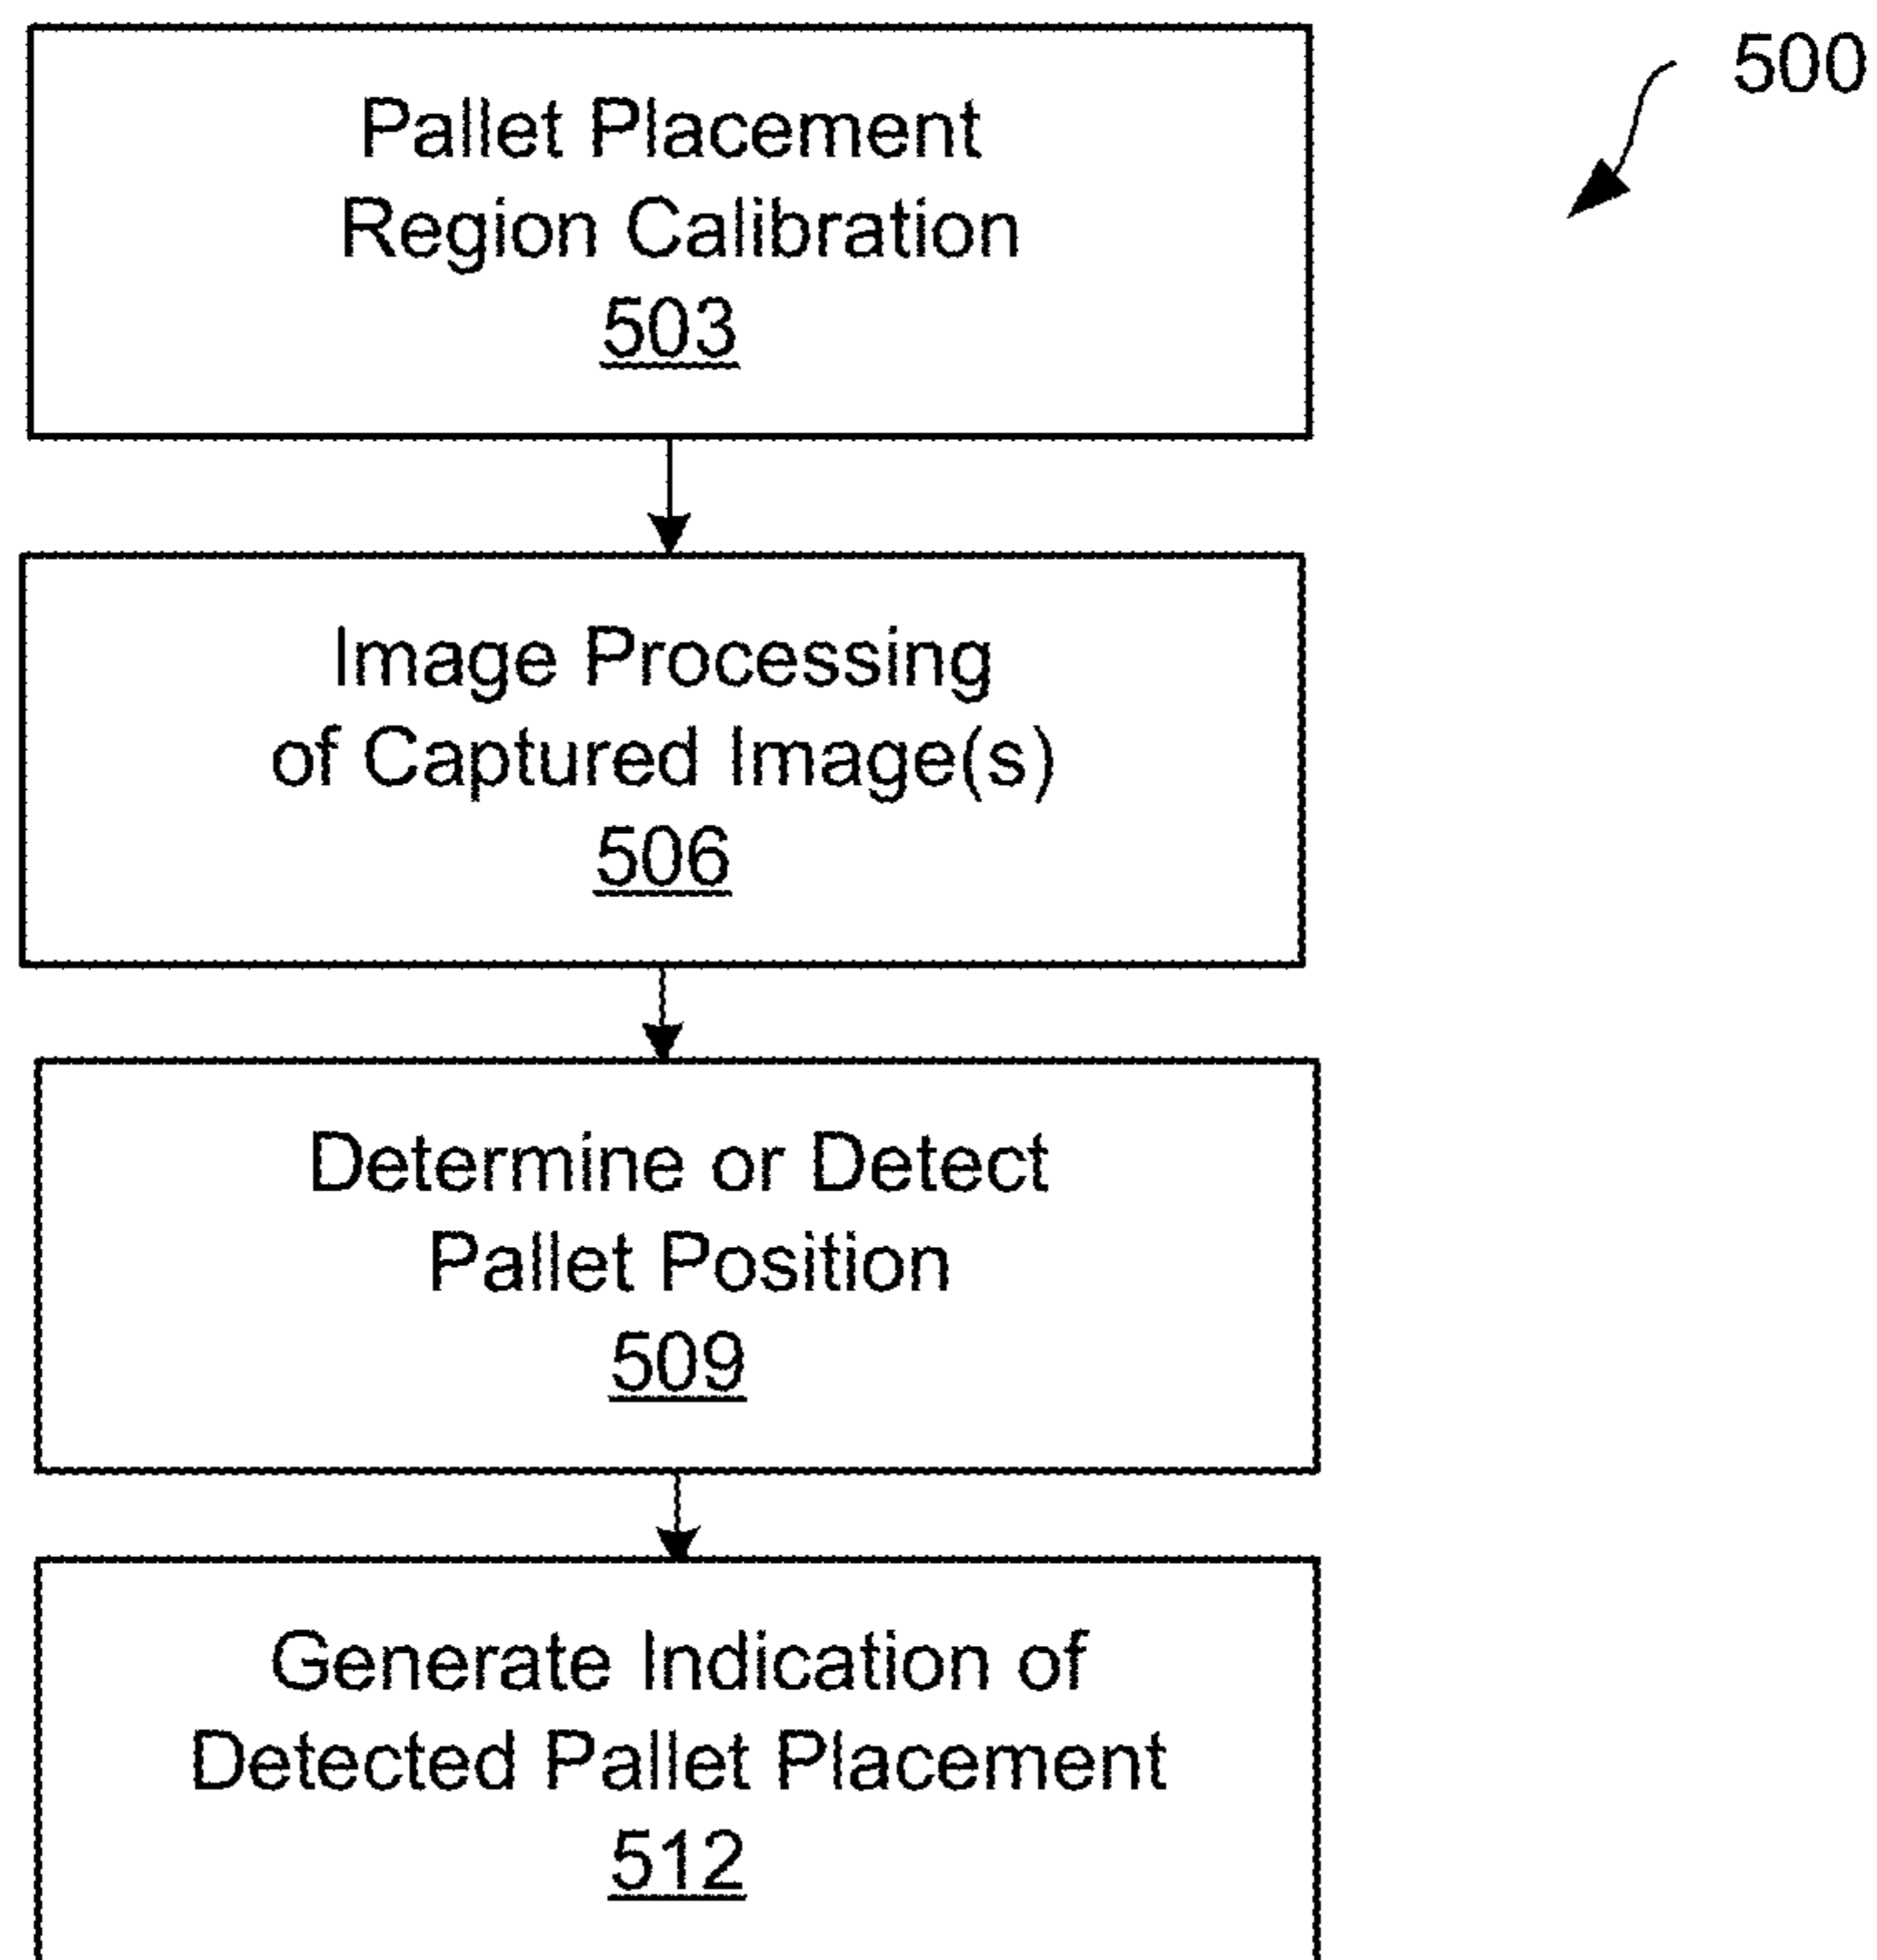 500
Pallet Placement
Region Calibration
503
Image Processing
of Captured Image(s)
506
Determine or Detect
Pallet Position
509
Generate Indication of
Detected Pallet Placement
512